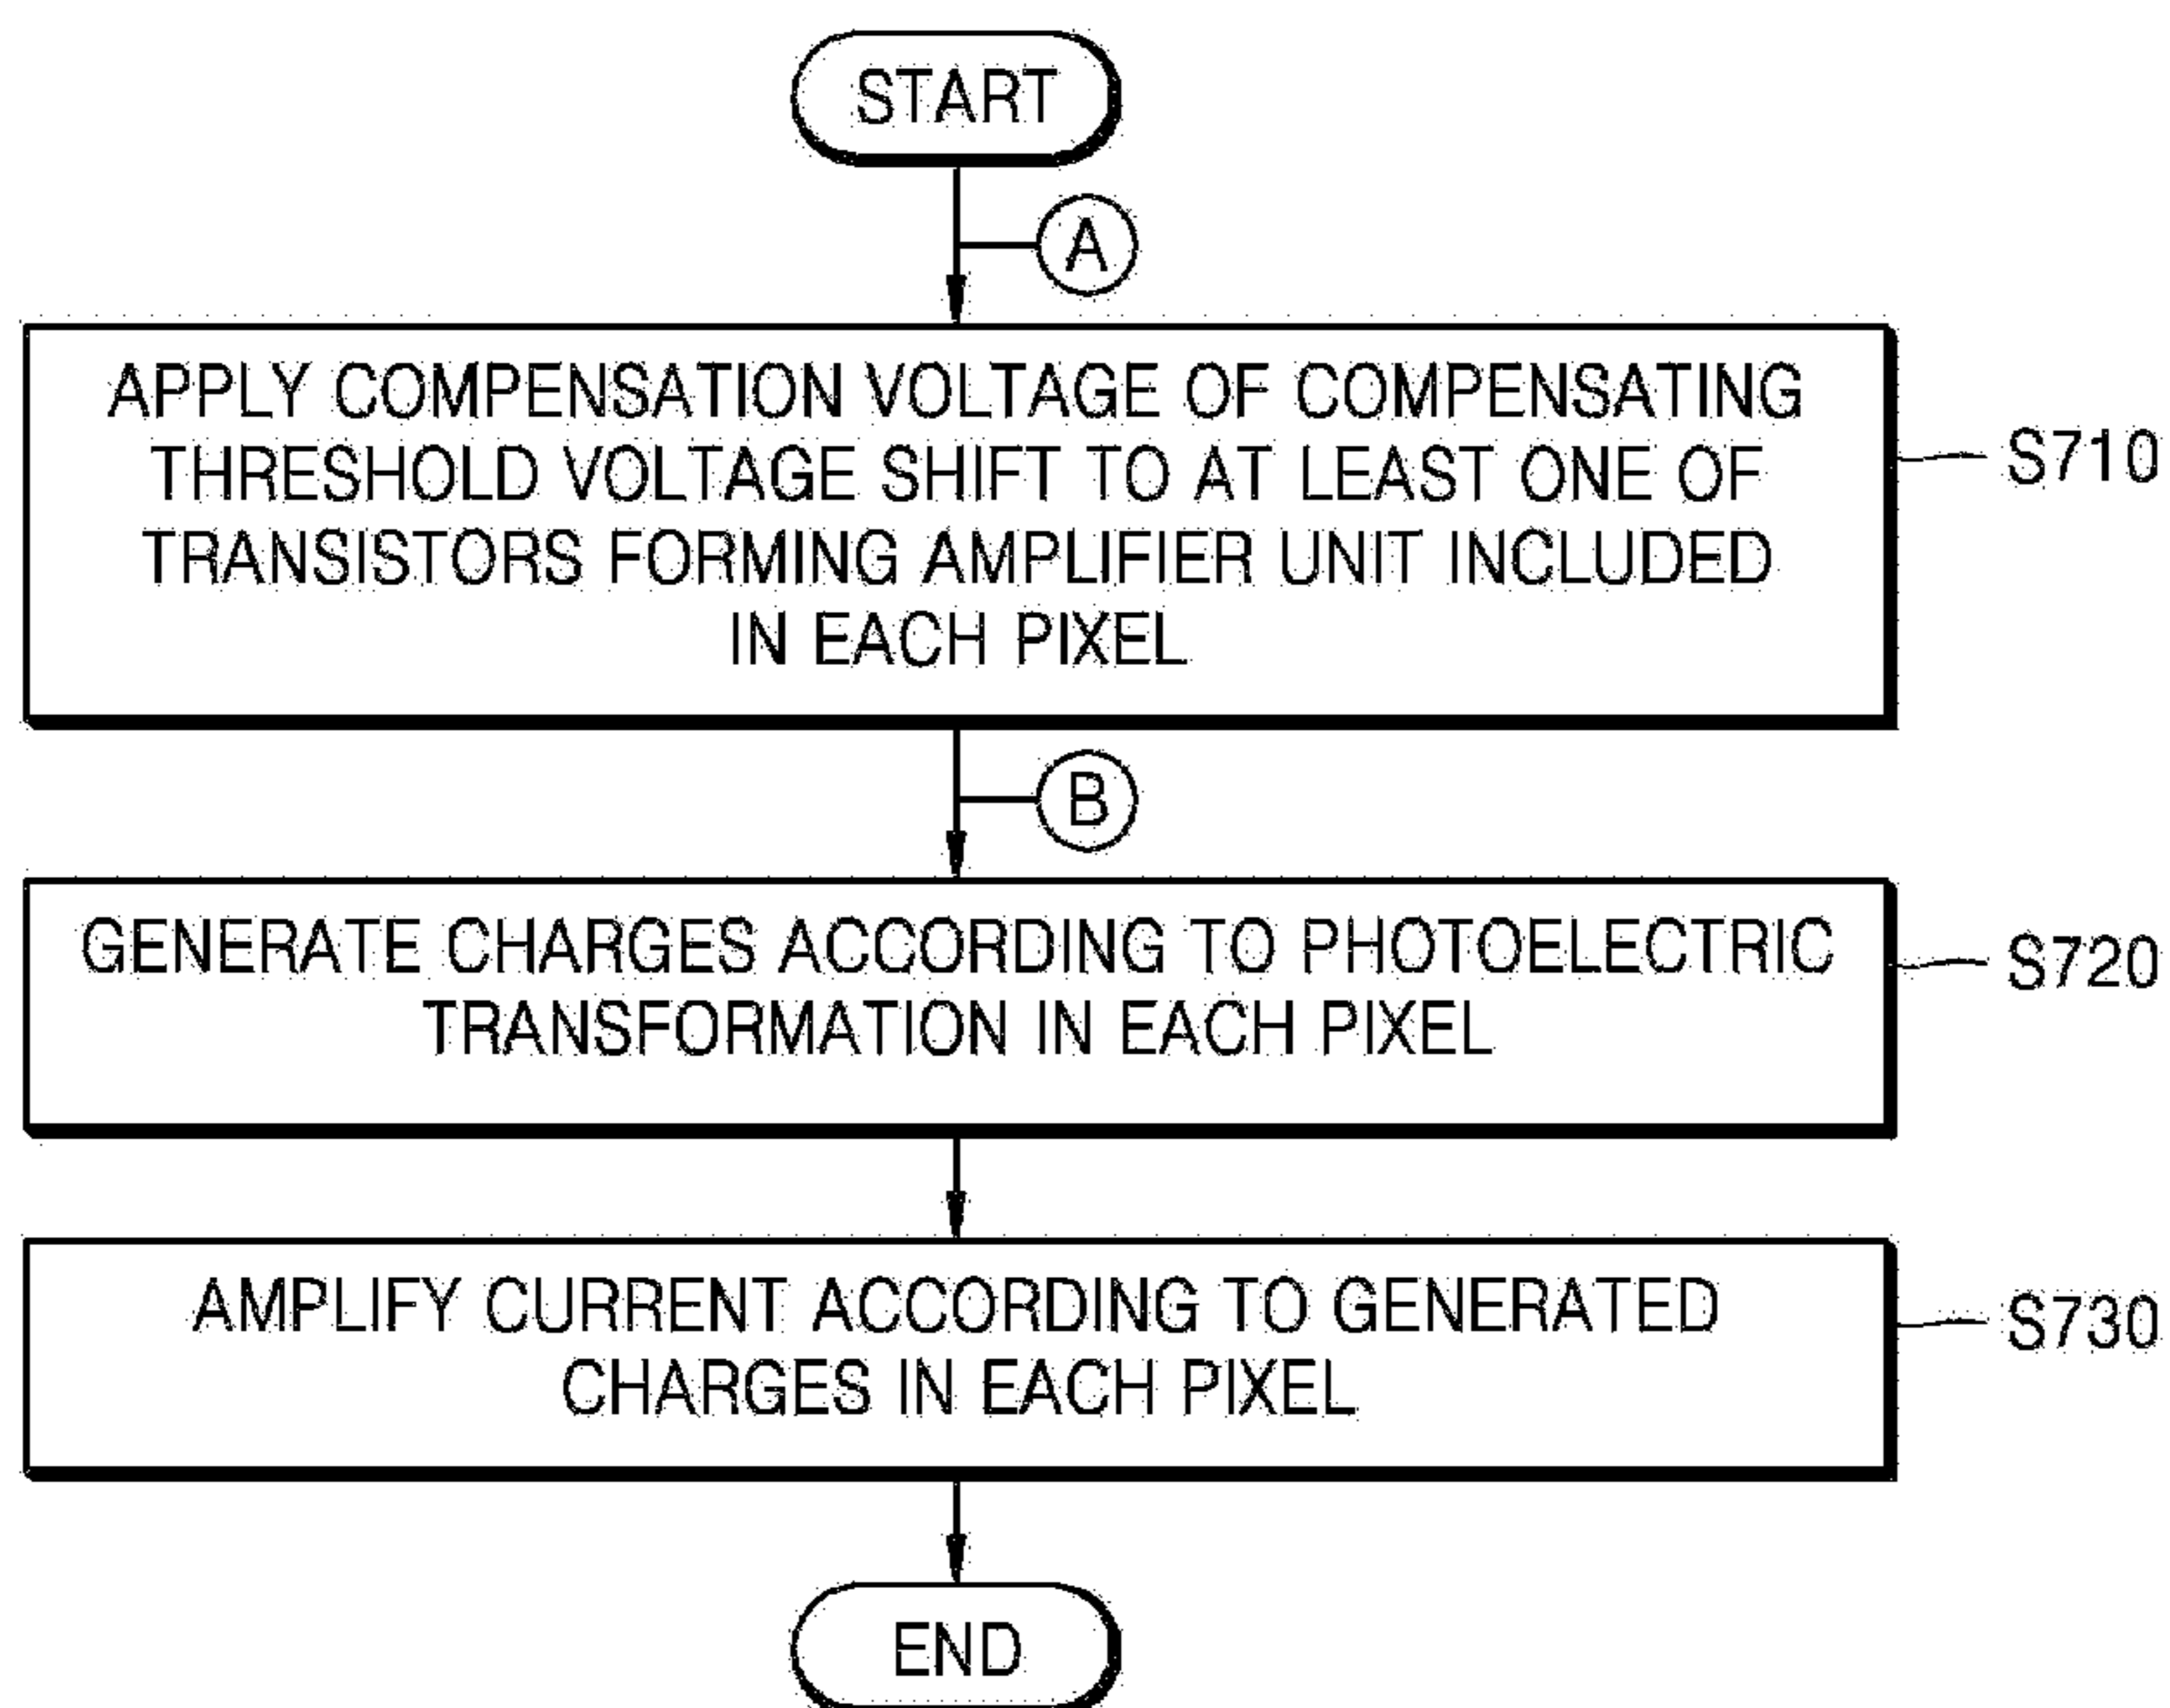 START
A
APPLY COMPENSATION VOLTAGE OF COMPENSATING
THRESHOLD VOLTAGE SHIFT TO AT LEAST ONE OF
TRANSISTORS FORMING AMPLIFIER UNIT INCLUDED
IN EACH PIXEL
S710
B
GENERATE CHARGES ACCORDING TO PHOTOELECTRIC
TRANSFORMATION IN EACH PIXEL
S720
AMPLIFY CURRENT ACCORDING TO GENERATED
CHARGES IN EACH PIXEL
S730
END